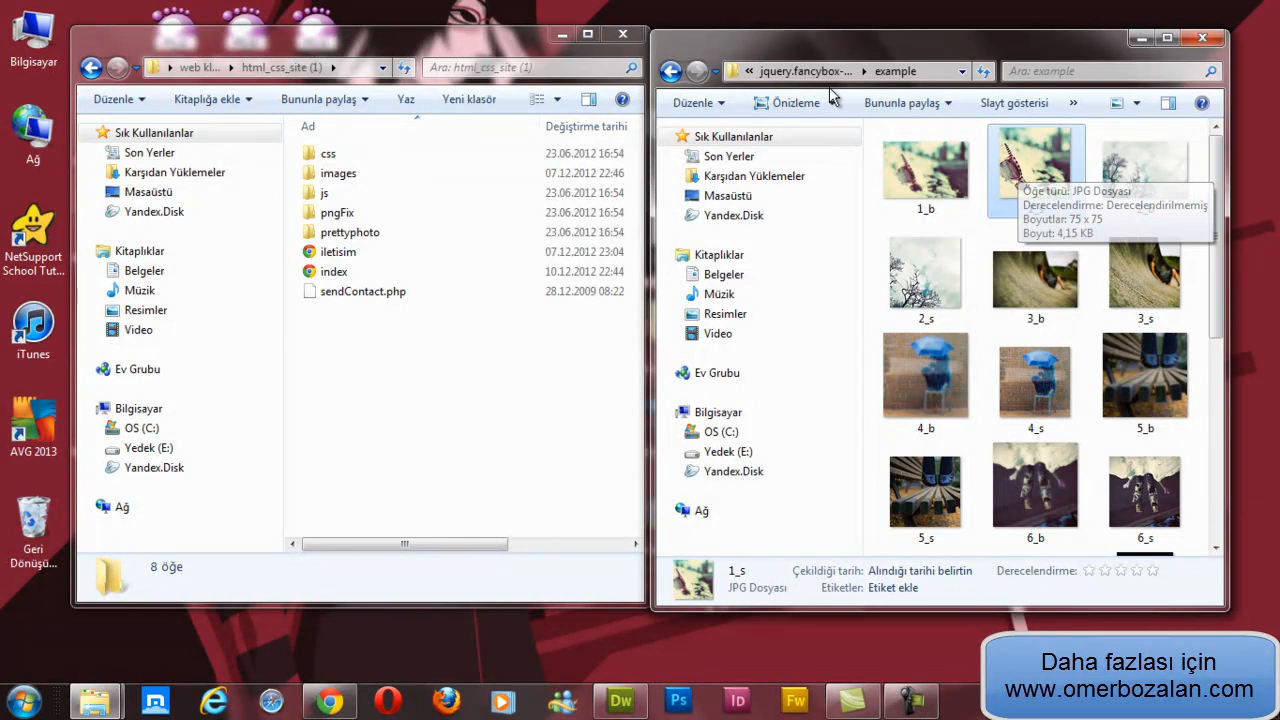 Bilgisayar
Ağ
NetSupport
School Tut...
iTunes
AVG 2013
Geri
Dönüşü...
web kl...
html_css_site (1)
Ara: html_css_site (1)
Düzenle
Kitaplığa ekle
Bununla paylaş
Yaz
Yeni klasör
Sık Kullanılanlar
Son Yerler
Karşıdan Yüklemeler
Masaüstü
Yandex.Disk
Kitaplıklar
Belgeler
Müzik
Resimler
Video
Ev Grubu
Bilgisayar
OS (C:)
Yedek (E:)
Yandex.Disk
Ağ
Ad
Değiştirme tarihi
css
23.06.2012 16:54
images
07.12.2012 22:46
js
23.06.2012 16:54
pngFix
23.06.2012 16:54
prettyphoto
23.06.2012 16:54
iletisim
07.12.2012 23:04
index
10.12.2012 22:44
sendContact.php
28.12.2009 08:22
8 öğe
« jquery.fancybox-...
example
Ara: example
Düzenle
Önizleme
Bununla paylaş
Slayt gösterisi
»
Sık Kullanılanlar
Son Yerler
Karşıdan Yüklemeler
Masaüstü
Yandex.Disk
Kitaplıklar
Belgeler
Müzik
Resimler
Video
Ev Grubu
Bilgisayar
OS (C:)
Yedek (E:)
Yandex.Disk
Ağ
Öğe türü: JPG Dosyası
Derecelendirme: Derecelendirilmemiş
Boyutlar: 75 x 75
Boyut: 4,15 KB
1_b
2_s
3_b
3_s
4_b
4_s
5_b
5_s
6_b
6_s
1_s
JPG Dosyası
Çekildiği tarih: Alındığı tarihi belirtin
Etiketler: Etiket ekle
Derecelendirme:
Dw
Ps
Id
Fw
Daha fazlası için
www.omerbozalan.com